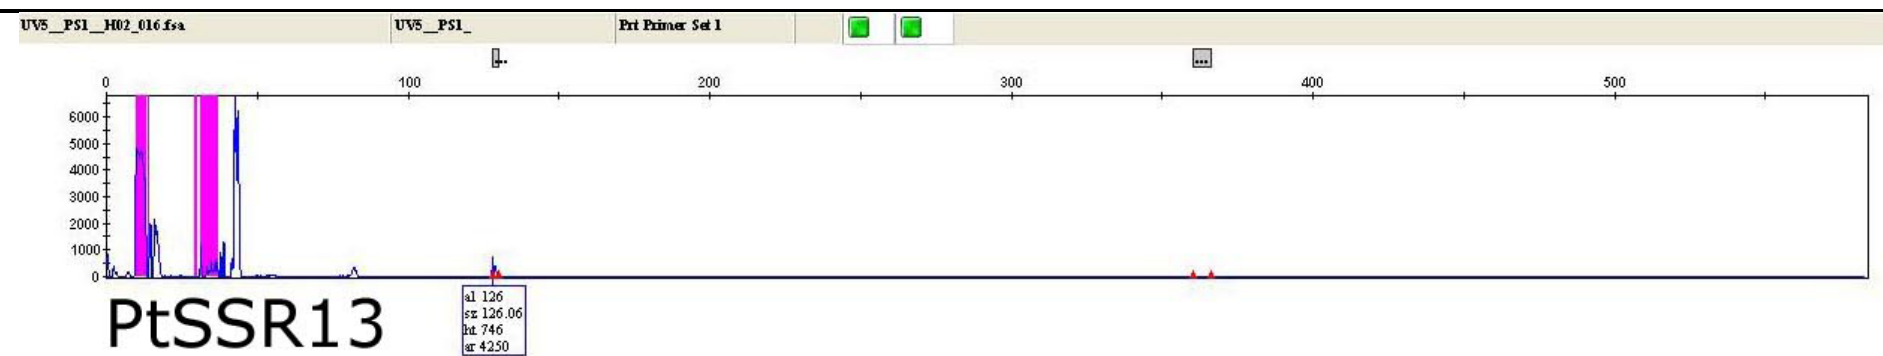 UV5__PS1__H02_016.fsa UV5__PS1_ Prt Primer Set 1
... ...
0 100 200 300 400 500
6000
5000
4000
3000
2000
1000
0
al 126
sz 126.06
ht 746
ar 4250
PtSSR13